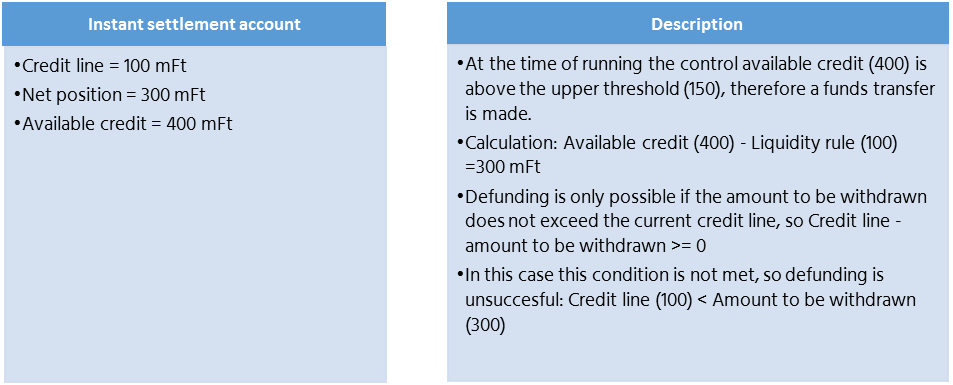 Instant settlement account
•Credit line = 100 mFt
•Net position = 300 mFt
•Available credit = 400 mFt
Description
•At the time of running the control available credit (400) is
above the upper threshold (150), therefore a funds transfer
is made.
•Calculation: Available credit (400) - Liquidity rule (100)
=300 mFt
•Defunding is only possible if the amount to be withdrawn
does not exceed the current credit line, so Credit line -
amount to be withdrawn >= 0
•In this case this condition is not met, so defunding is
unsuccesful: Credit line (100) < Amount to be withdrawn
(300)